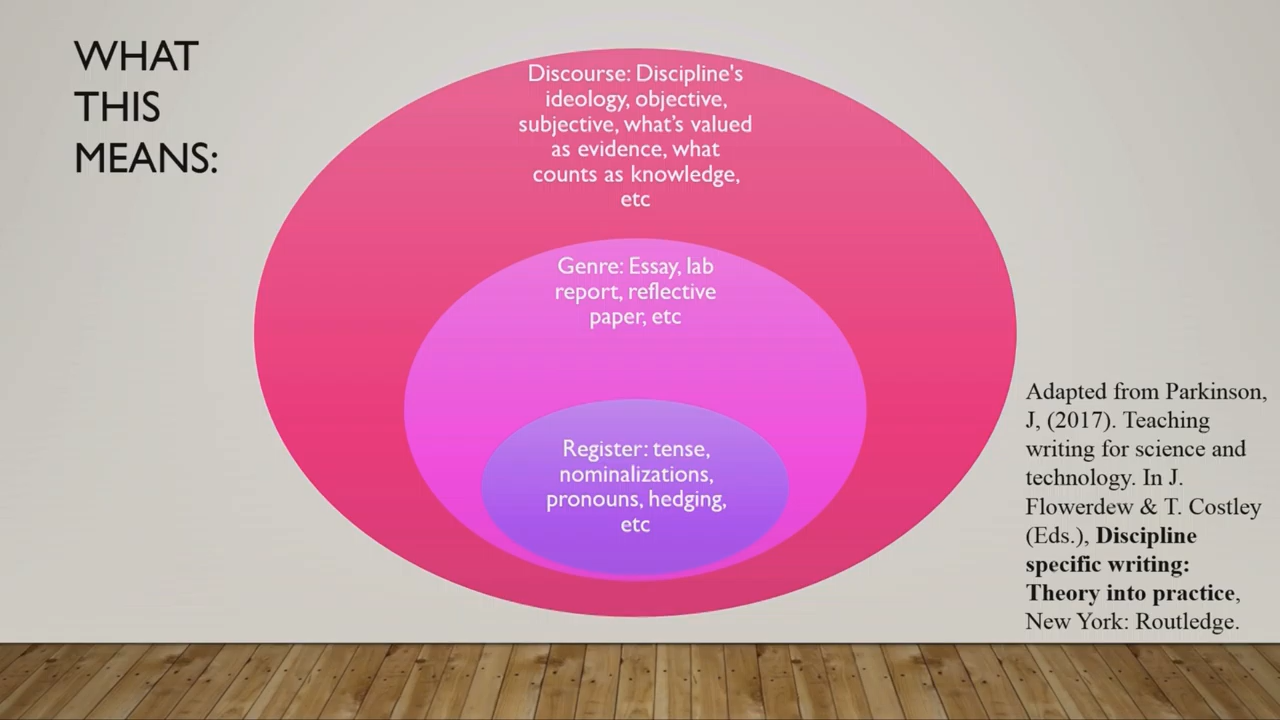 WHAT
THIS
MEANS:
Discourse: Discipline's
ideology, objective,
subjective, what’s valued
as evidence, what
counts as knowledge,
etc
Genre: Essay, lab
report, reflective
paper, etc
Register: tense,
nominalizations,
pronouns, hedging,
etc
Adapted from Parkinson,
J, (2017). Teaching
writing for science and
technology. In J.
Flowerdew & T. Costley
(Eds.), Discipline
specific writing:
Theory into practice,
New York: Routledge.